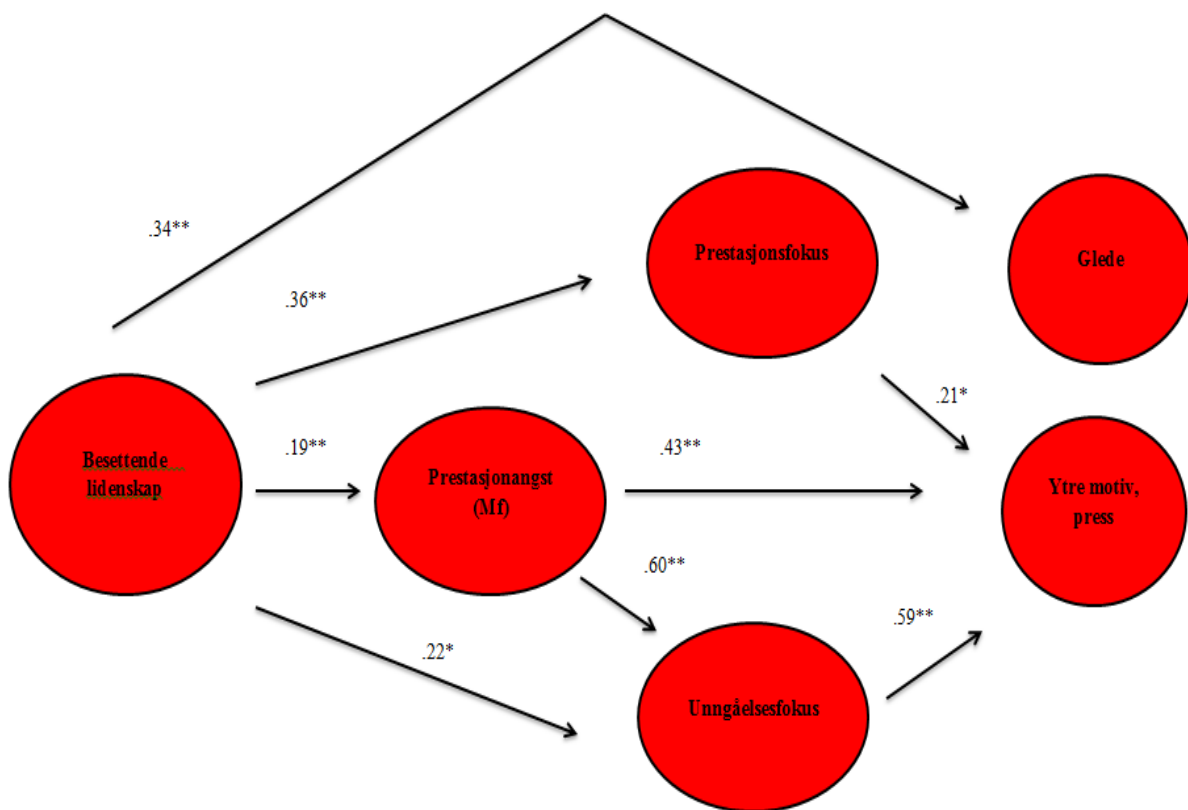 .34**
Prestasjonsfokus
Glede
.36**
.21*
Besettende
lidenskap
.19**
Prestasjonangst
(Mf)
.43**
Ytre motiv,
press
.60**
.59**
.22*
Unngåelsesfokus